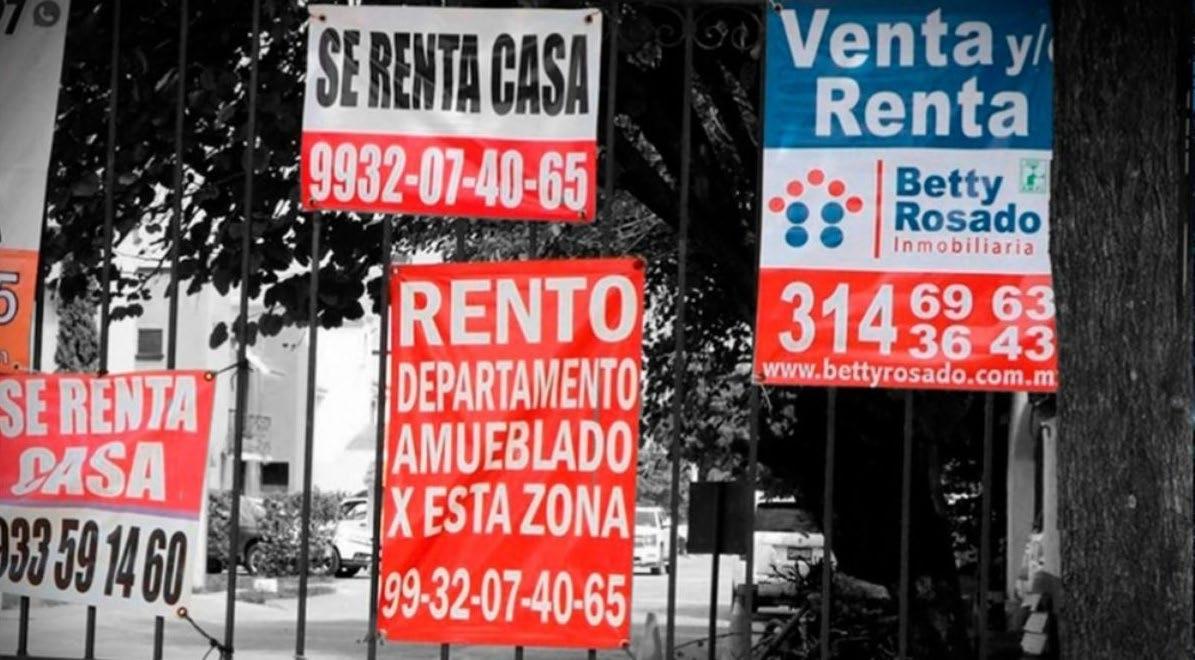 SE RENTA CASA
9932-07-40-65
Venta y/
Renta
Betty
Rosado
Inmobiliaria
314 69 63
36 43
www.bettyrosado.com.m
RENTO
DEPARTAMENTO
AMUEBLADO
X ESTA ZONA
99-32-07-40-65
SE RENTA
CASA
933 59 14 60